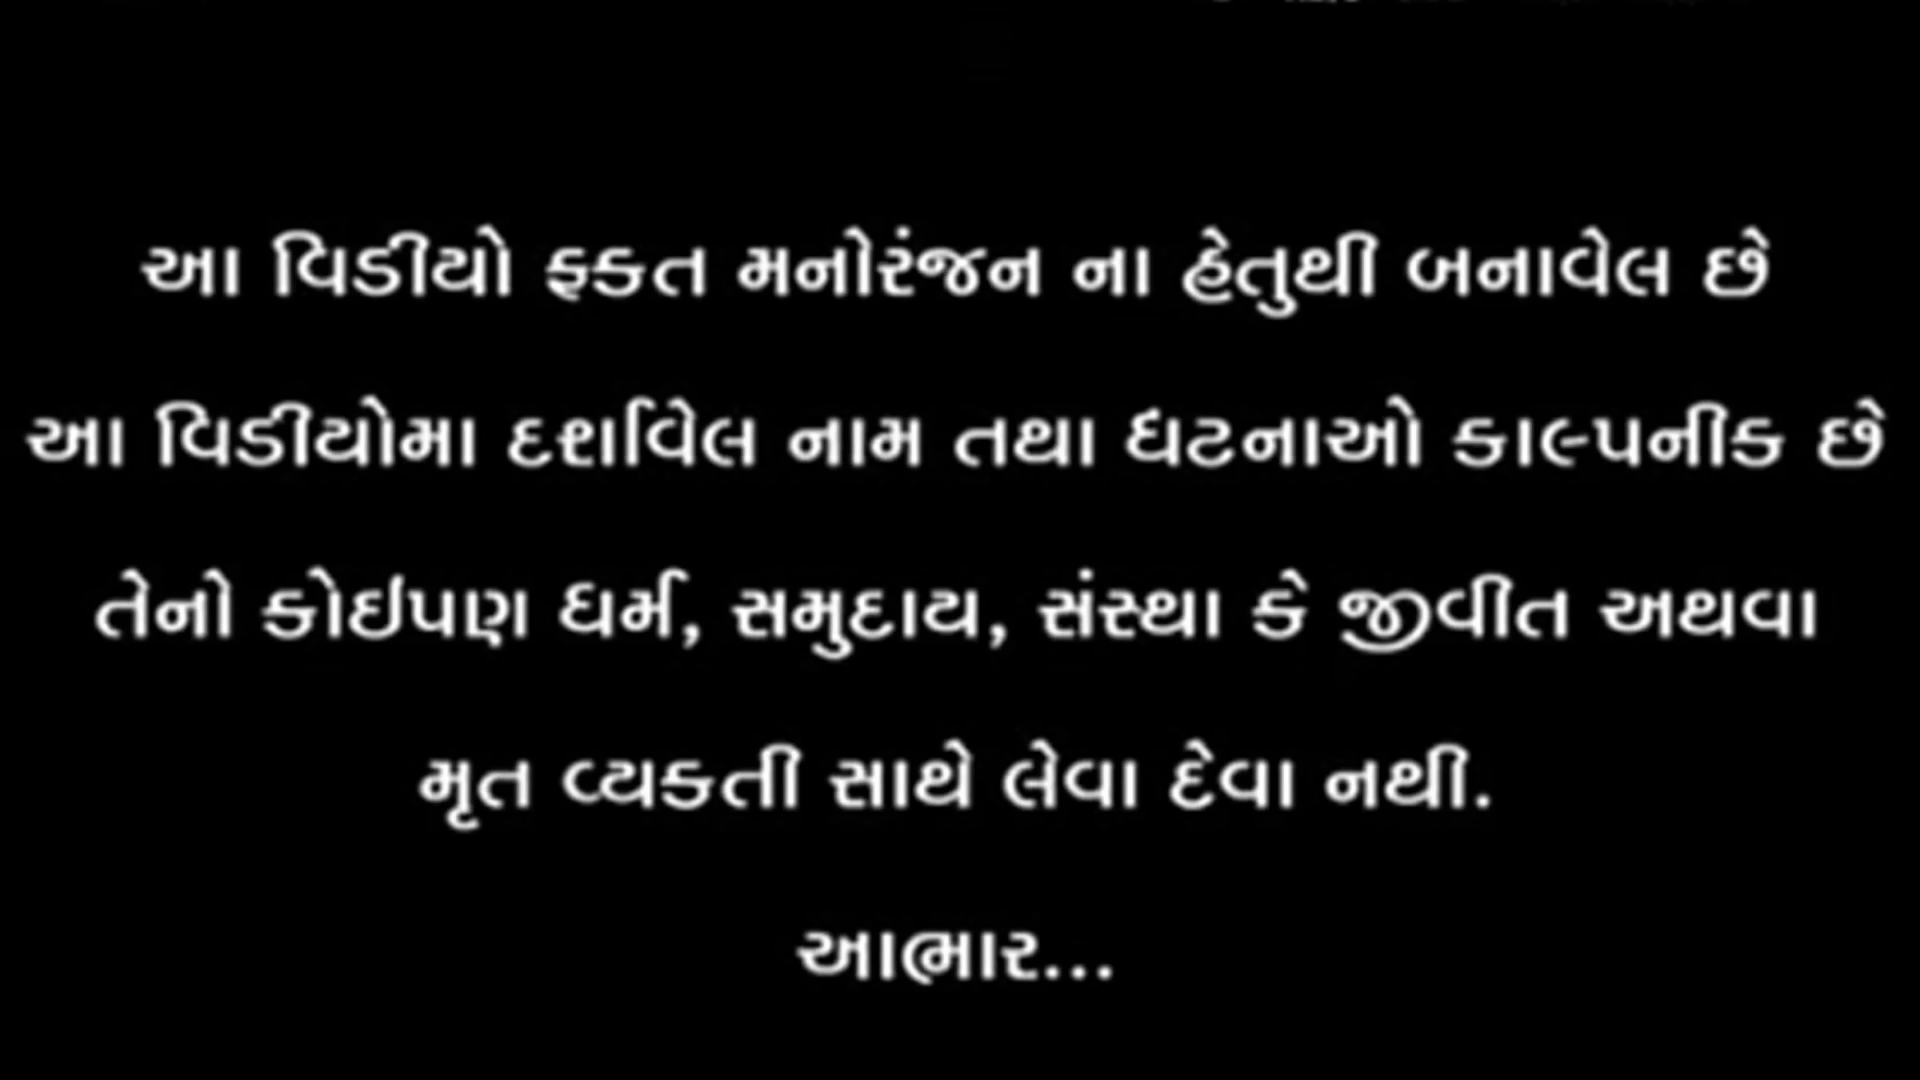 આ વિડીયો ફકત મનોરંજન ના હેતુથી બનાવેલ છે
આ વિડીયોમા દર્શાવેલ નામ તથા ઘટનાઓ કાલ્પનીક છે
તેનો કોઇપણ ધર્મ, સમુદાય, સંસ્થા કે જીવીત અથવા
મૃત વ્યકતી સાથે લેવા દેવા નથી.
આભાર...